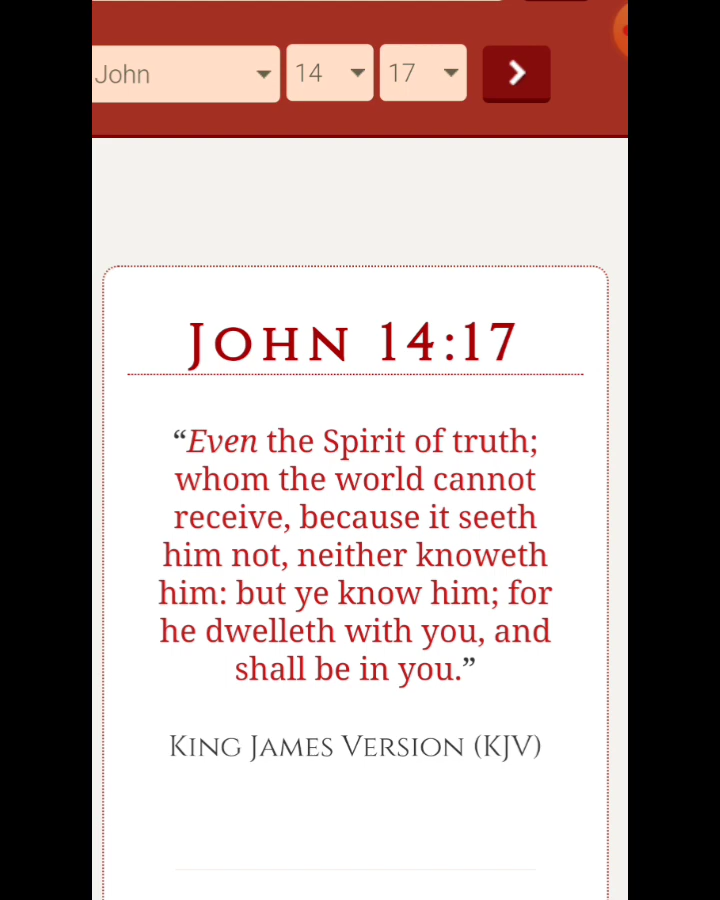 John 14 17
John 14:17
“Even the Spirit of truth;
whom the world cannot
receive, because it seeth
him not, neither knoweth
him: but ye know him; for
he dwelleth with you, and
shall be in you.”
King James Version (KJV)